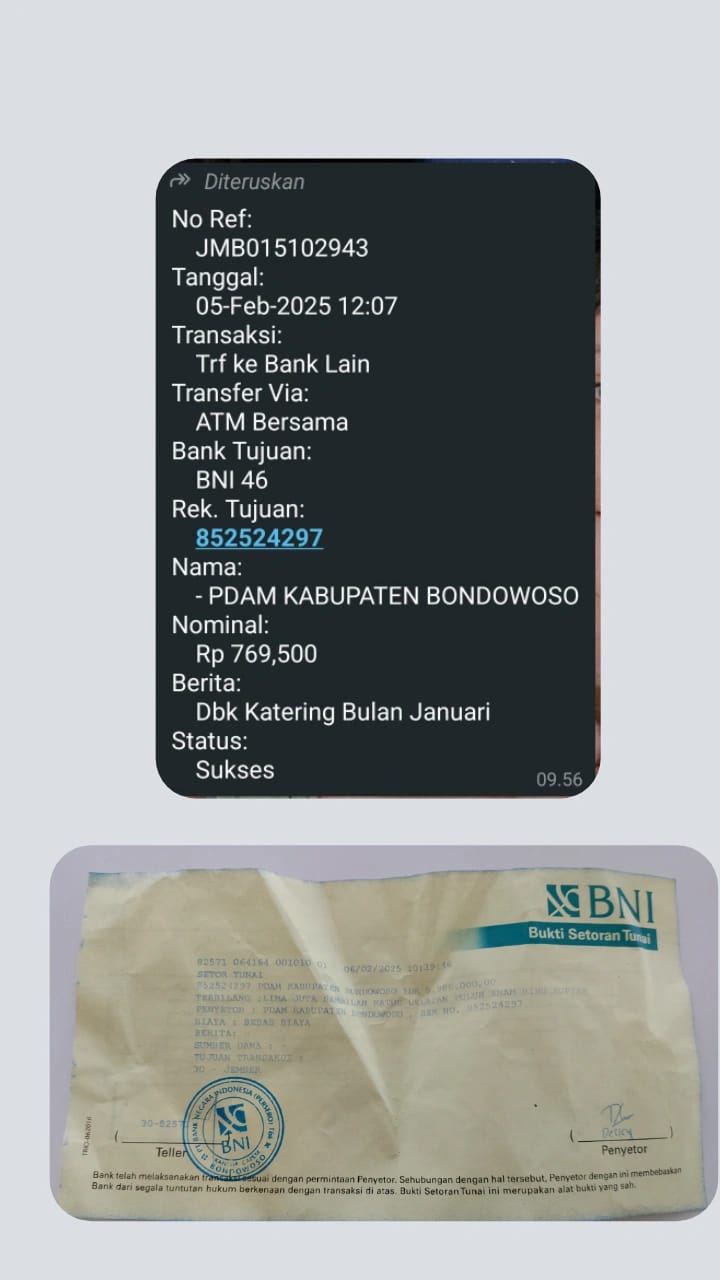 Diteruskan
No Ref:
JMB015102943
Tanggal:
05-Feb-2025 12:07
Transaksi:
Trf ke Bank Lain
Transfer Via:
ATM Bersama
Bank Tujuan:
BNI 46
Rek. Tujuan:
852524297
Nama:
- PDAM KABUPATEN BONDOWOSO
Nominal:
Rp 769,500
Berita:
Dbk Katering Bulan Januari
Status:
Sukses
09.56
BNI
Bukti Setoran Tunai
82571 064164 001010 01 06/02/2025 10:39:46
SETOR TUNAI
852524297 PDAM KABUPATEN BONDOWOSO IDR 5.986.000,00
TERBILANG :LIMA JUTA SEMBILAN RATUS DELAPAN PULUH ENAM RIBU RUPIAH
PENYETOR : PDAM KABUPATEN BONDOWOSO , REK NO. 852524297
BIAYA : BEBAS BIAYA
BERITA:
SUMBER DANA : -
TUJUAN TRANSAKSI :
30 - JEMBER
PT BANK NEGARA INDONESIA (PERSERO) Tbk
BNI
BONDOWOSO
30-8257
( )
Teller
Penyetor
Bank telah melaksanakan transaksi sesuai dengan permintaan Penyetor. Sehubungan dengan hal tersebut, Penyetor dengan ini membebaskan
Bank dari segala tuntutan hukum berkenaan dengan transaksi di atas. Bukti Setoran Tunai ini merupakan alat bukti yang sah.